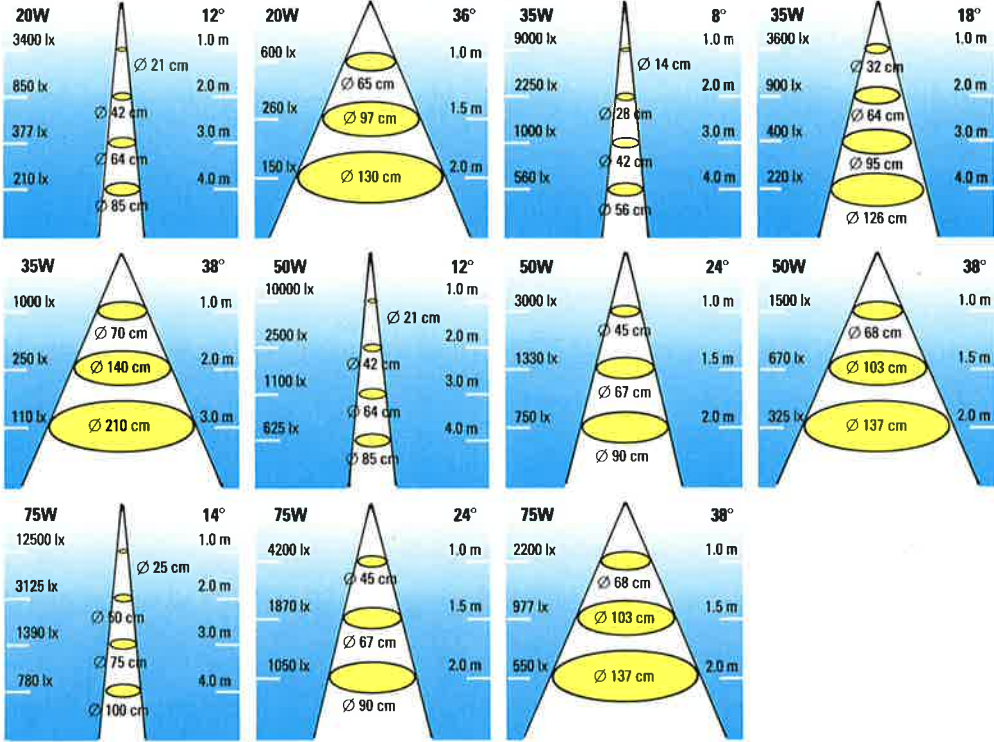 20W 12°
3400 lx 1.0 m
Ø 21 cm
850 lx 2.0 m
Ø 42 cm
377 lx 3.0 m
Ø 64 cm
210 lx 4.0 m
Ø 85 cm
20W 36°
600 lx 1.0 m
Ø 65 cm
260 lx 1.5 m
Ø 97 cm
150 lx 2.0 m
Ø 130 cm
35W 8°
9000 lx 1.0 m
Ø 14 cm
2250 lx 2.0 m
Ø 28 cm
1000 lx 3.0 m
Ø 42 cm
560 lx 4.0 m
Ø 56 cm
35W 18°
3600 lx 1.0 m
Ø 32 cm
900 lx 2.0 m
Ø 64 cm
400 lx 3.0 m
Ø 95 cm
220 lx 4.0 m
Ø 126 cm
35W 38°
1000 lx 1.0 m
Ø 70 cm
250 lx 2.0 m
Ø 140 cm
110 lx 3.0 m
Ø 210 cm
50W 12°
10000 lx 1.0 m
Ø 21 cm
2500 lx 2.0 m
Ø 42 cm
1100 lx 3.0 m
Ø 64 cm
625 lx 4.0 m
Ø 85 cm
50W 24°
3000 lx 1.0 m
Ø 45 cm
1330 lx 1.5 m
Ø 67 cm
750 lx 2.0 m
Ø 90 cm
50W 38°
1500 lx 1.0 m
Ø 68 cm
670 lx 1.5 m
Ø 103 cm
325 lx 2.0 m
Ø 137 cm
75W 14°
12500 lx 1.0 m
Ø 25 cm
3125 lx 2.0 m
Ø 50 cm
1390 lx 3.0 m
Ø 75 cm
780 lx 4.0 m
Ø 100 cm
75W 24°
4200 lx 1.0 m
Ø 45 cm
1870 lx 1.5 m
Ø 67 cm
1050 lx 2.0 m
Ø 90 cm
75W 38°
2200 lx 1.0 m
Ø 68 cm
977 lx 1.5 m
Ø 103 cm
550 lx 2.0 m
Ø 137 cm